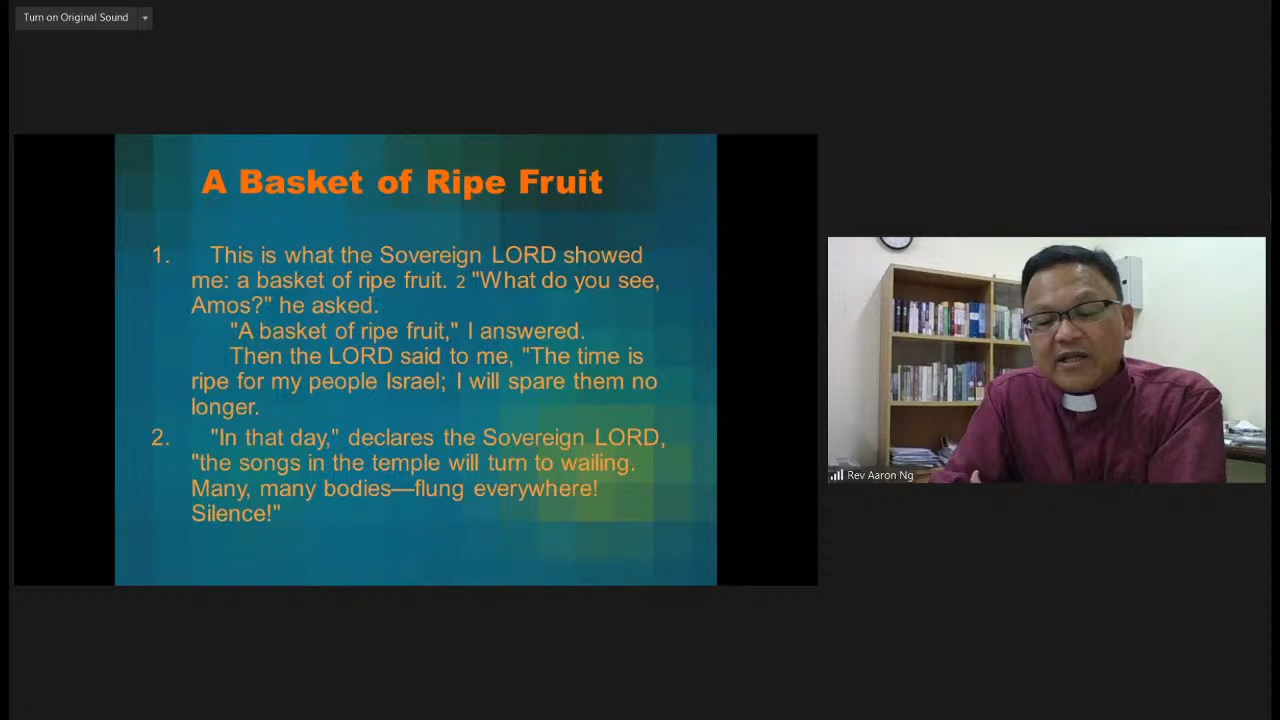 Turn on Original Sound
A Basket of Ripe Fruit
1. This is what the Sovereign LORD showed
me: a basket of ripe fruit. 2 "What do you see,
Amos?" he asked.
"A basket of ripe fruit," I answered.
Then the LORD said to me, "The time is
ripe for my people Israel; I will spare them no
longer.
2. "In that day," declares the Sovereign LORD,
"the songs in the temple will turn to wailing.
Many, many bodies—flung everywhere!
Silence!"
Rev Aaron Ng